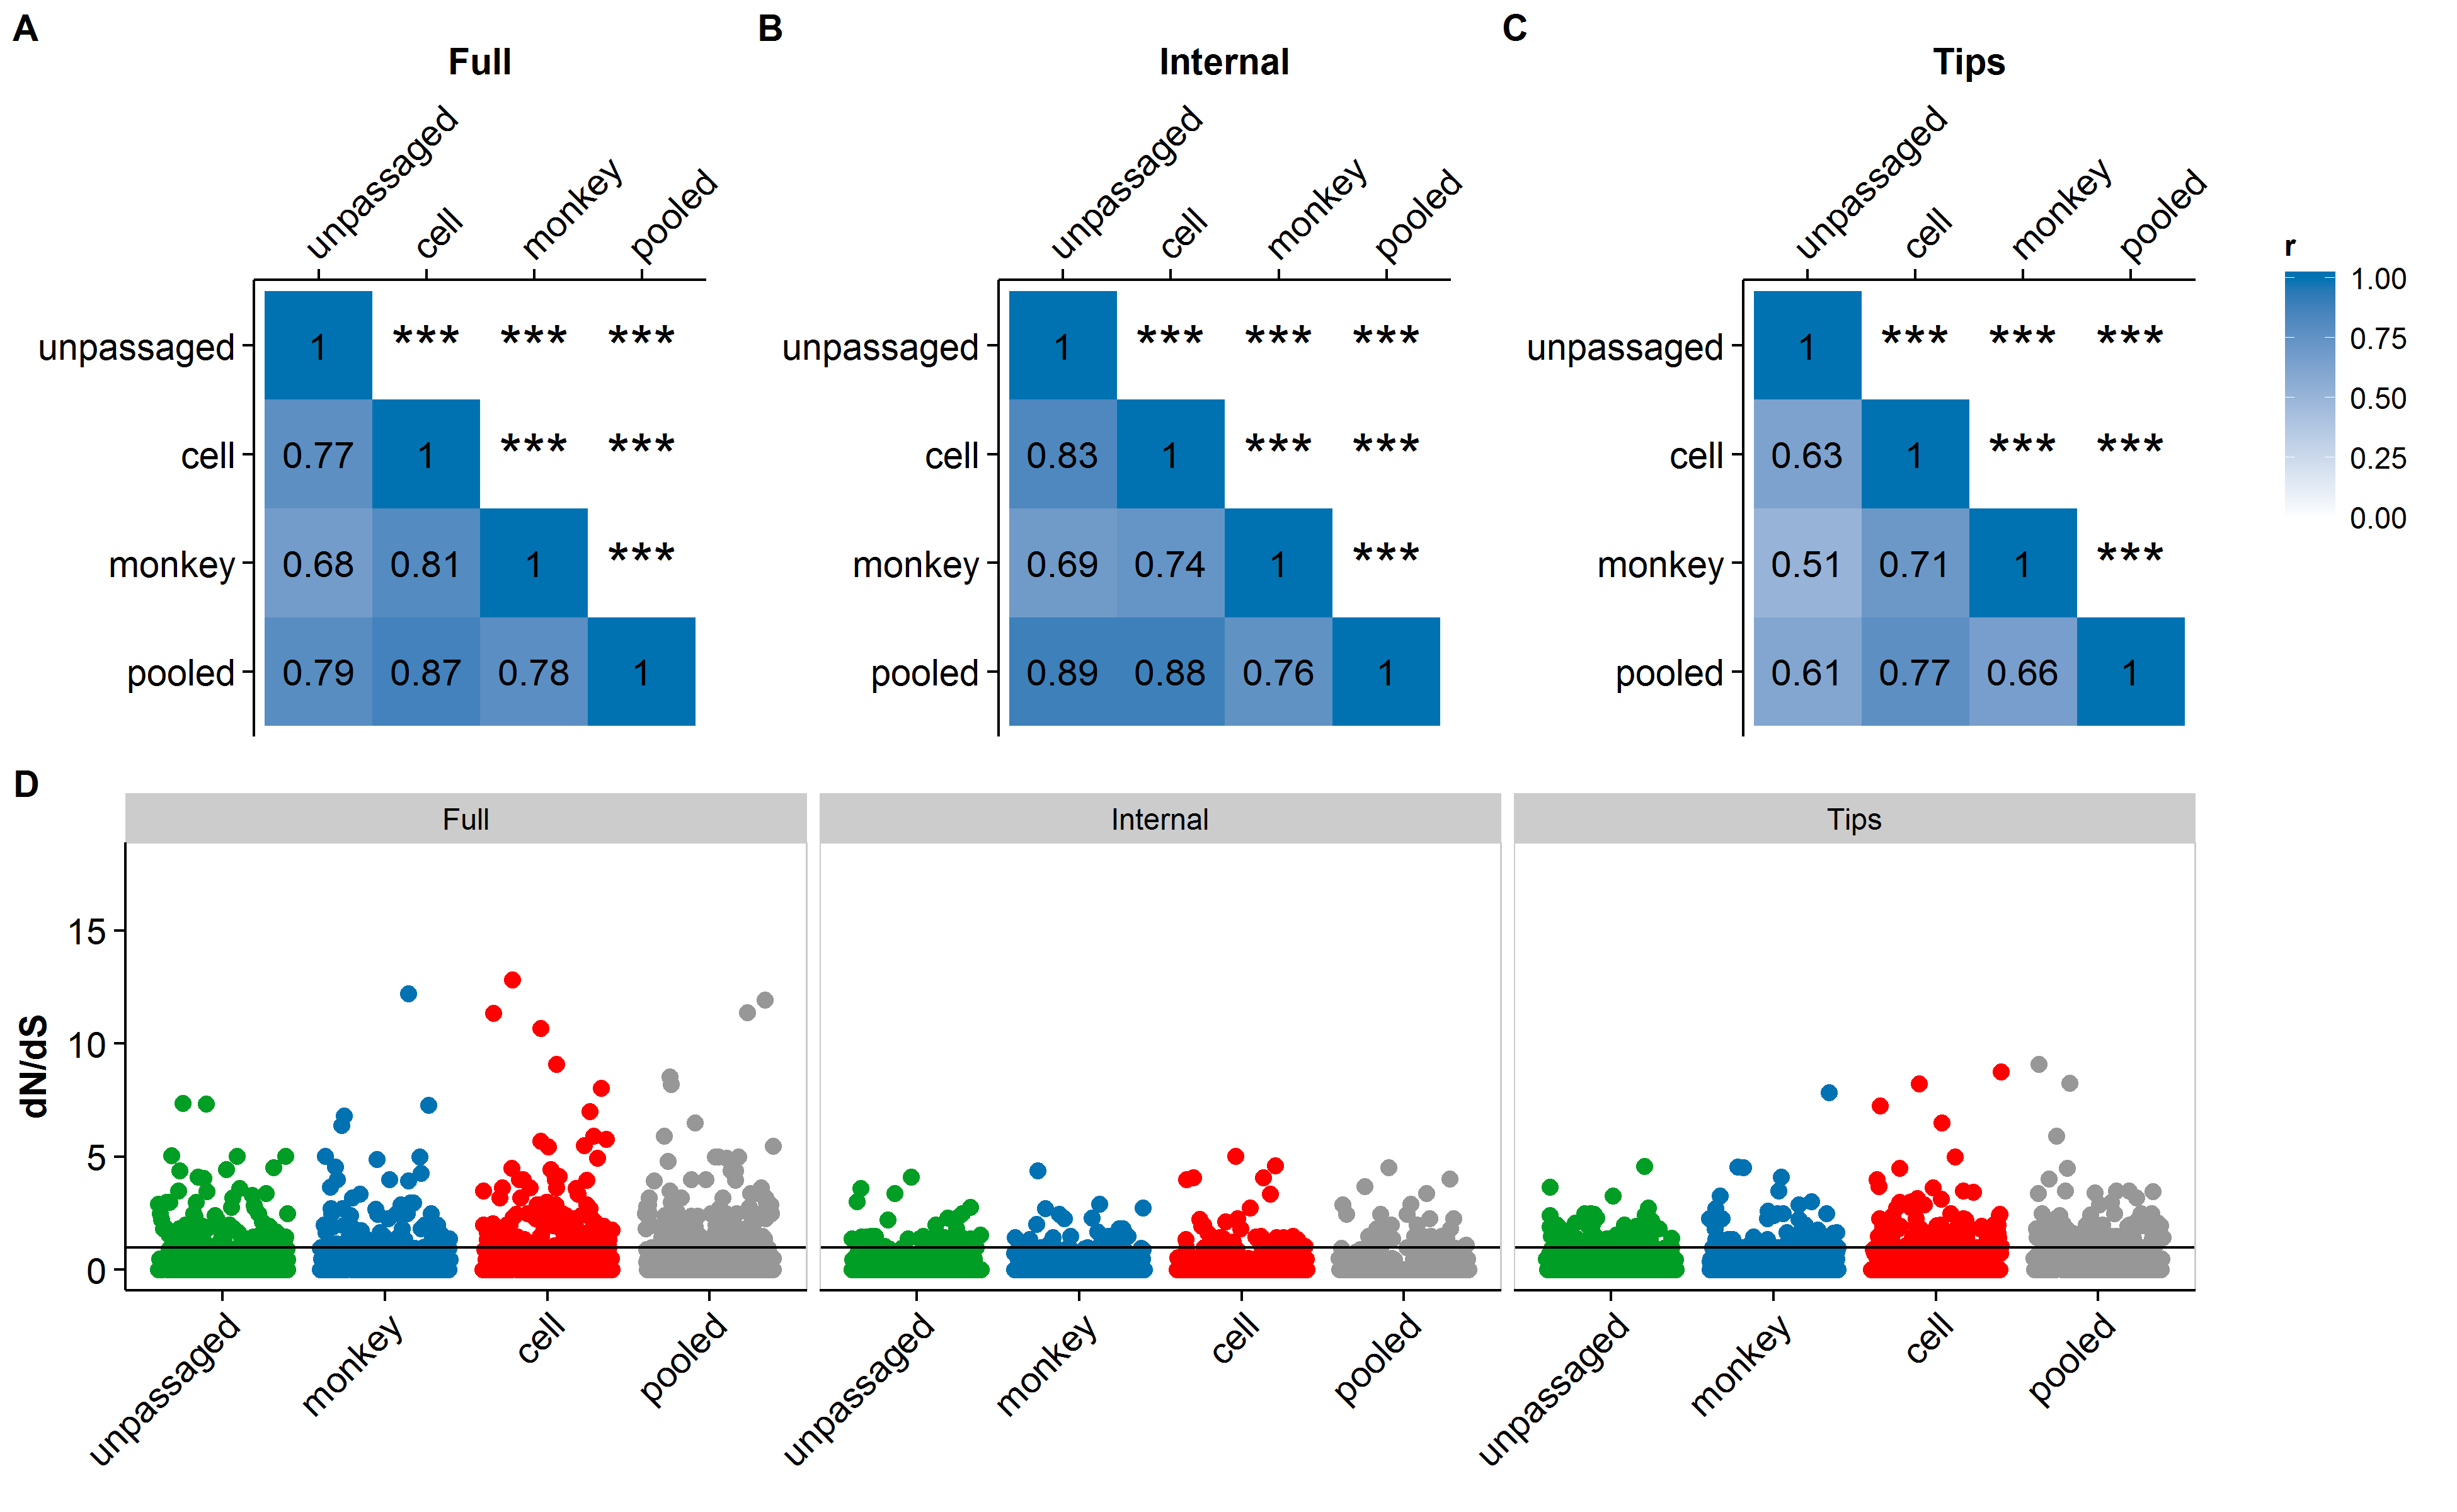 A
B
C
Full
Internal
Tips
unpassaged cell monkey pooled
unpassaged cell monkey pooled
unpassaged cell monkey pooled
r
1.00
0.75
0.50
0.25
0.00
unpassaged 1 *** *** ***
cell 0.77 1 *** ***
monkey 0.68 0.81 1 ***
pooled 0.79 0.87 0.78 1
unpassaged 1 *** *** ***
cell 0.83 1 *** ***
monkey 0.69 0.74 1 ***
pooled 0.89 0.88 0.76 1
unpassaged 1 *** *** ***
cell 0.63 1 *** ***
monkey 0.51 0.71 1 ***
pooled 0.61 0.77 0.66 1
D
Full
Internal
Tips
dN/dS
15
10
5
0
unpassaged monkey cell pooled
unpassaged monkey cell pooled
unpassaged monkey cell pooled